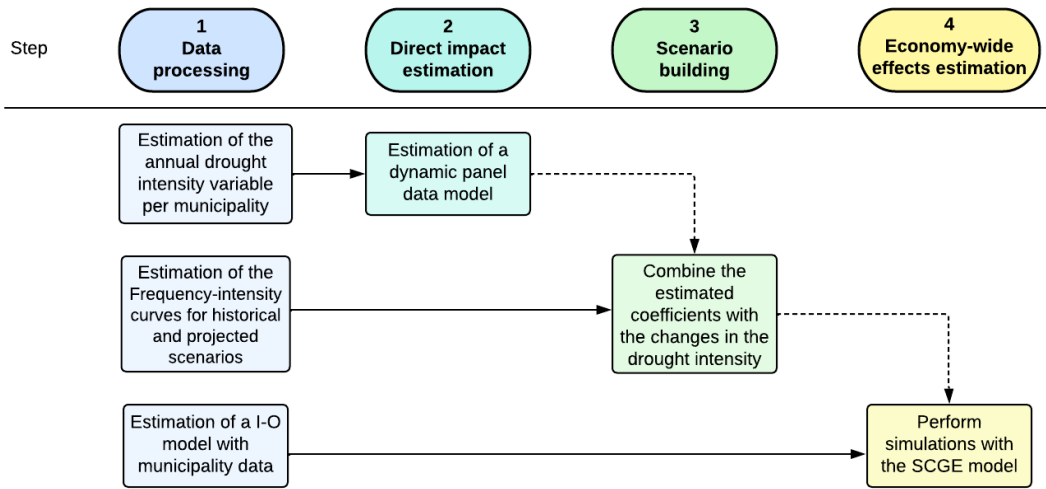 Step
1
Data
processing
2
Direct impact
estimation
3
Scenario
building
4
Economy-wide
effects estimation
Estimation of the
annual drought
intensity variable
per municipality
Estimation of a
dynamic panel
data model
Estimation of the
Frequency-intensity
curves for historical
and projected
scenarios
Combine the
estimated
coefficients with
the changes in the
drought intensity
Estimation of a I-O
model with
municipality data
Perform
simulations with
the SCGE model